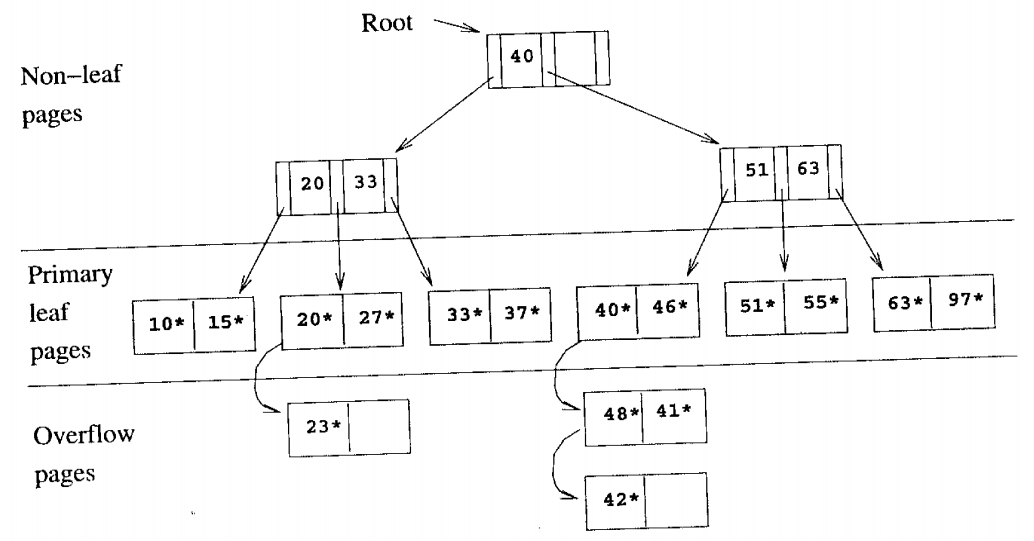 Root
40
Non-leaf
pages
20 33
51 63
Primary
leaf
pages
10* 15*
20* 27*
33* 37*
40* 46*
51* 55*
63* 97*
Overflow
pages
23*
48* 41*
42*